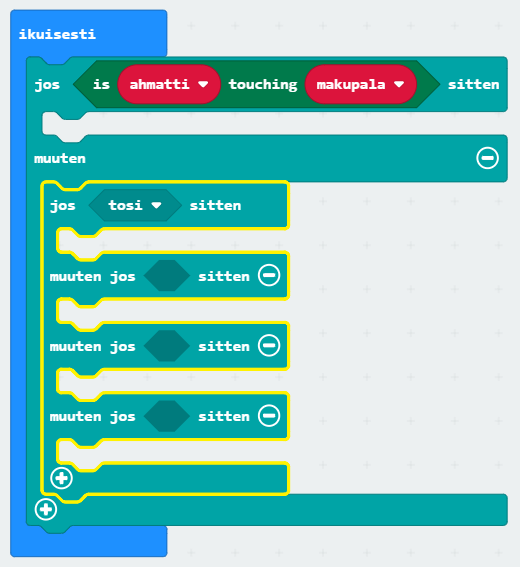 ikuisesti
jos is ahmatti touching makupala sitten
muuten
jos tosi sitten
muuten jos sitten
muuten jos sitten
muuten jos sitten